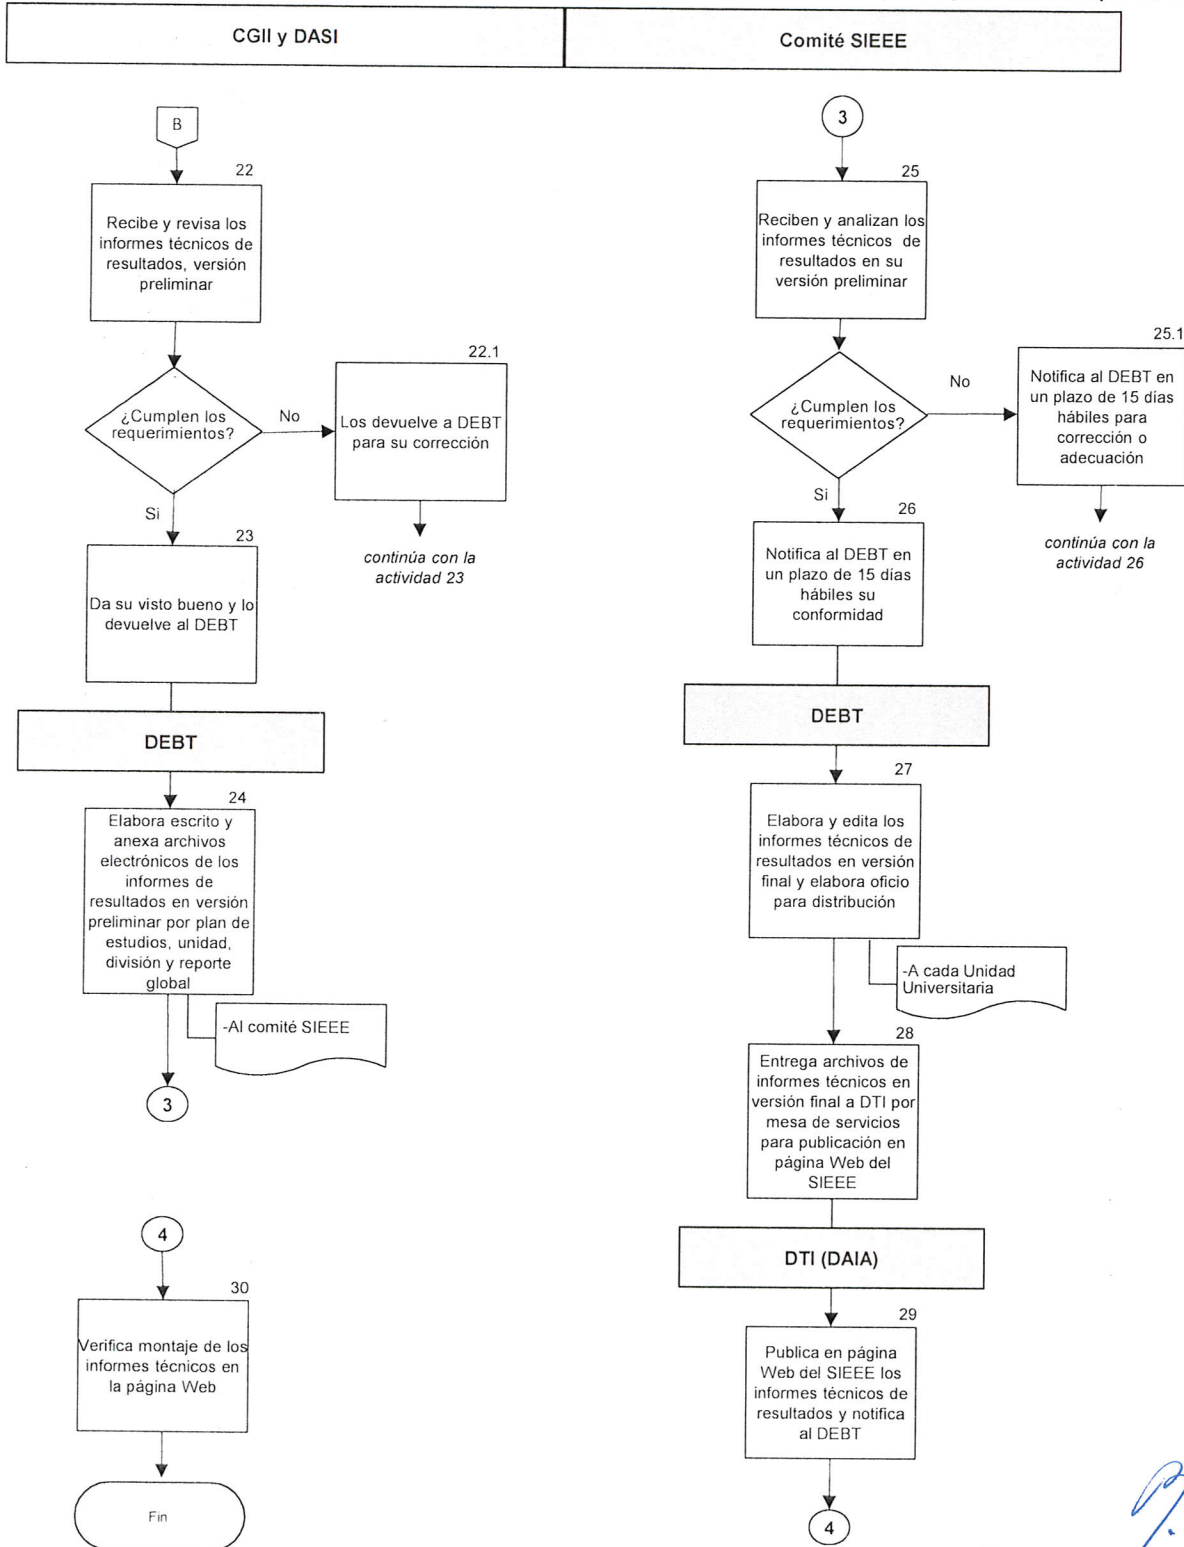 CGII y DASI
Comité SIEEE
B
22
Recibe y revisa los
informes técnicos de
resultados, versión
preliminar
¿Cumplen los
requerimientos?
No
22.1
Los devuelve a DEBT
para su corrección
continúa con la
actividad 23
Si
23
Da su visto bueno y lo
devuelve al DEBT
DEBT
24
Elabora escrito y
anexa archivos
electrónicos de los
informes de
resultados en versión
preliminar por plan de
estudios, unidad,
división y reporte
global
-Al comité SIEEE
3
4
30
Verifica montaje de los
informes técnicos en
la página Web
Fin
3
25
Reciben y analizan los
informes técnicos de
resultados en su
versión preliminar
¿Cumplen los
requerimientos?
No
25.1
Notifica al DEBT en
un plazo de 15 días
hábiles para
corrección o
adecuación
continúa con la
actividad 26
Si
26
Notifica al DEBT en
un plazo de 15 días
hábiles su
conformidad
DEBT
27
Elabora y edita los
informes técnicos de
resultados en versión
final y elabora oficio
para distribución
-A cada Unidad
Universitaria
28
Entrega archivos de
informes técnicos en
versión final a DTI por
mesa de servicios
para publicación en
página Web del
SIEEE
DTI (DAIA)
29
Publica en página
Web del SIEEE los
informes técnicos de
resultados y notifica
al DEBT
4